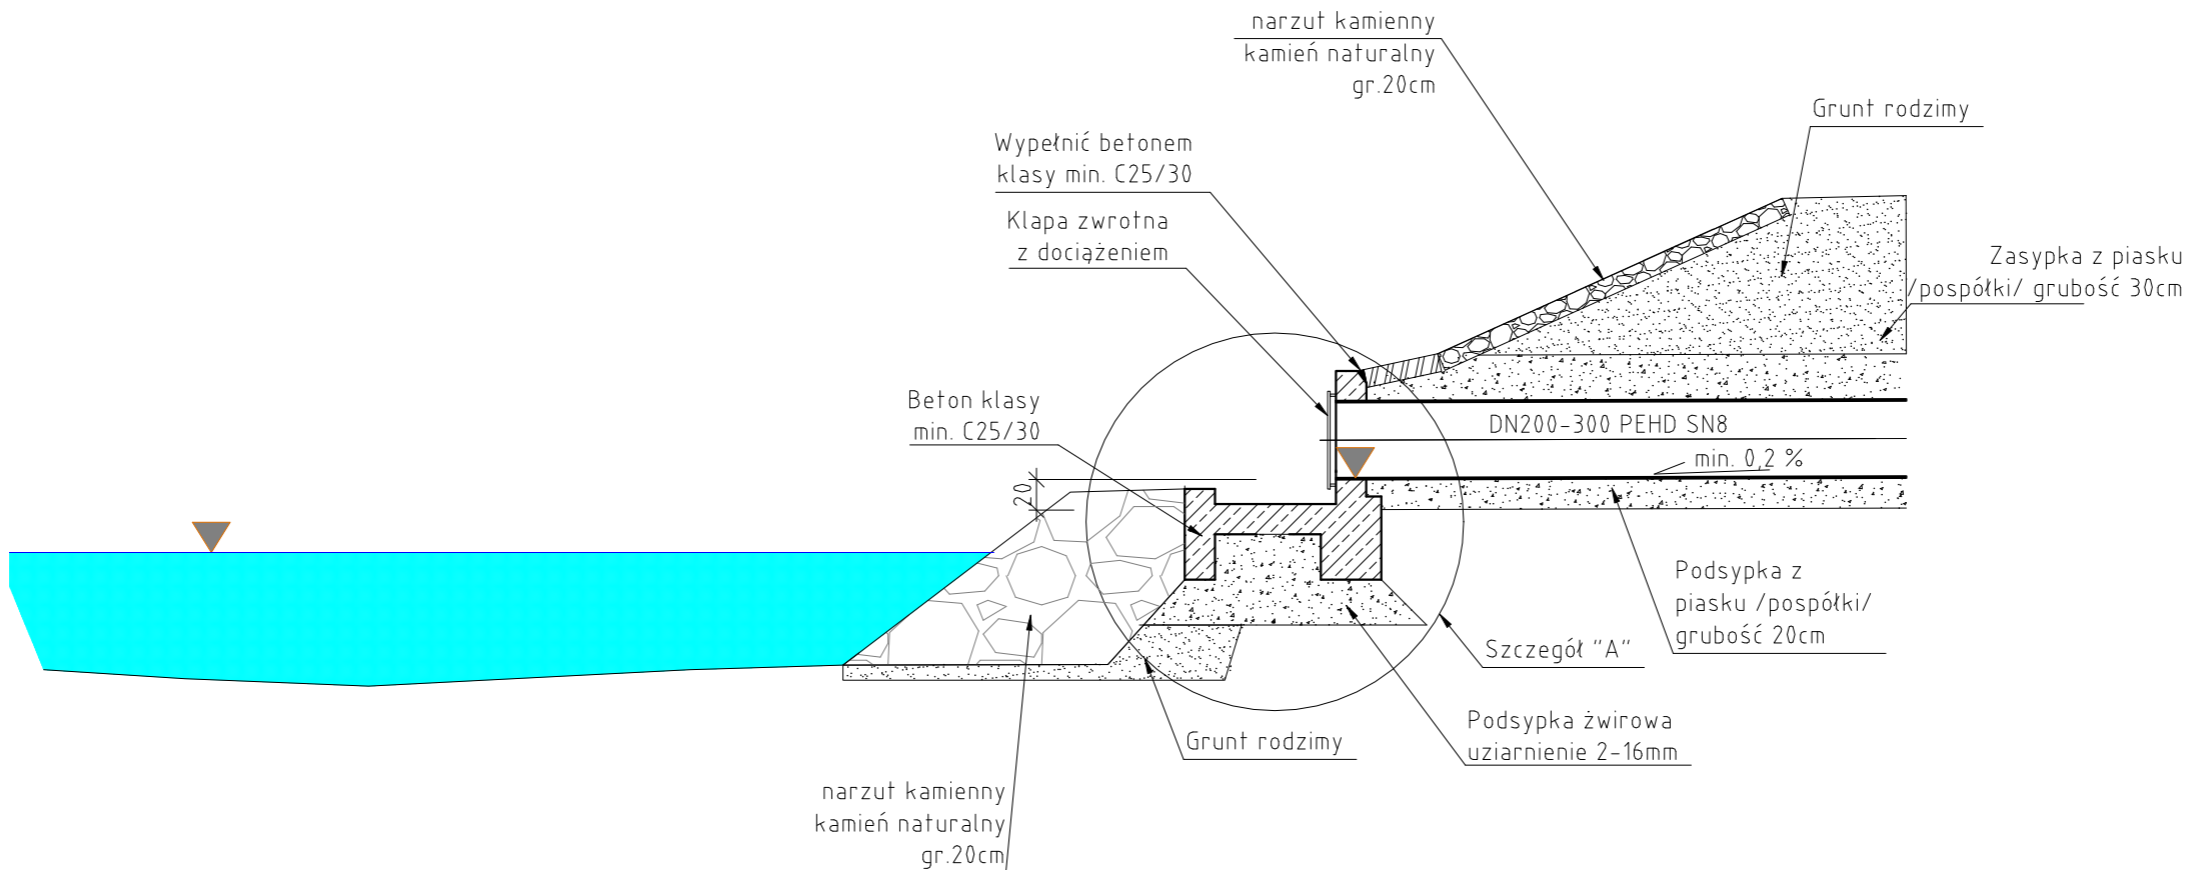 narzut kamienny
kamień naturalny
gr.20cm
Grunt rodzimy
Wypełnić betonem
klasy min. C25/30
Klapa zwrotna
z dociążeniem
Zasypka z piasku
/pospółki/ grubość 30cm
Beton klasy
min. C25/30
DN200-300 PEHD SN8
min. 0,2 %
20
Podsypka z
piasku /pospółki/
grubość 20cm
Szczegół "A"
Podsypka żwirowa
uziarnienie 2-16mm
Grunt rodzimy
narzut kamienny
kamień naturalny
gr.20cm